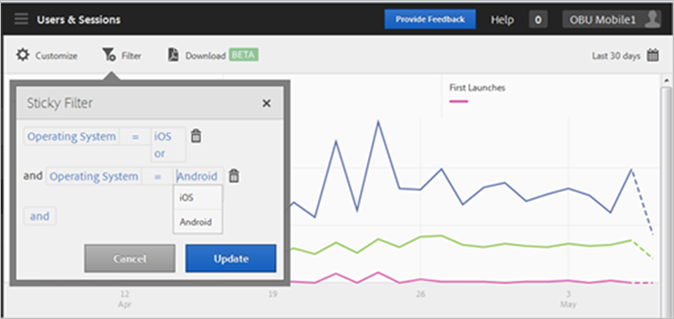 Users & Sessions
Provide Feedback
Help
0
OBU Mobile1
Customize
Filter
Download BETA
Last 30 days
Sticky Filter
×
First Launches
Operating System = iOS
or
and Operating System = Android
iOS
Android
and
Cancel
Update
12
Apr
19
26
3
May